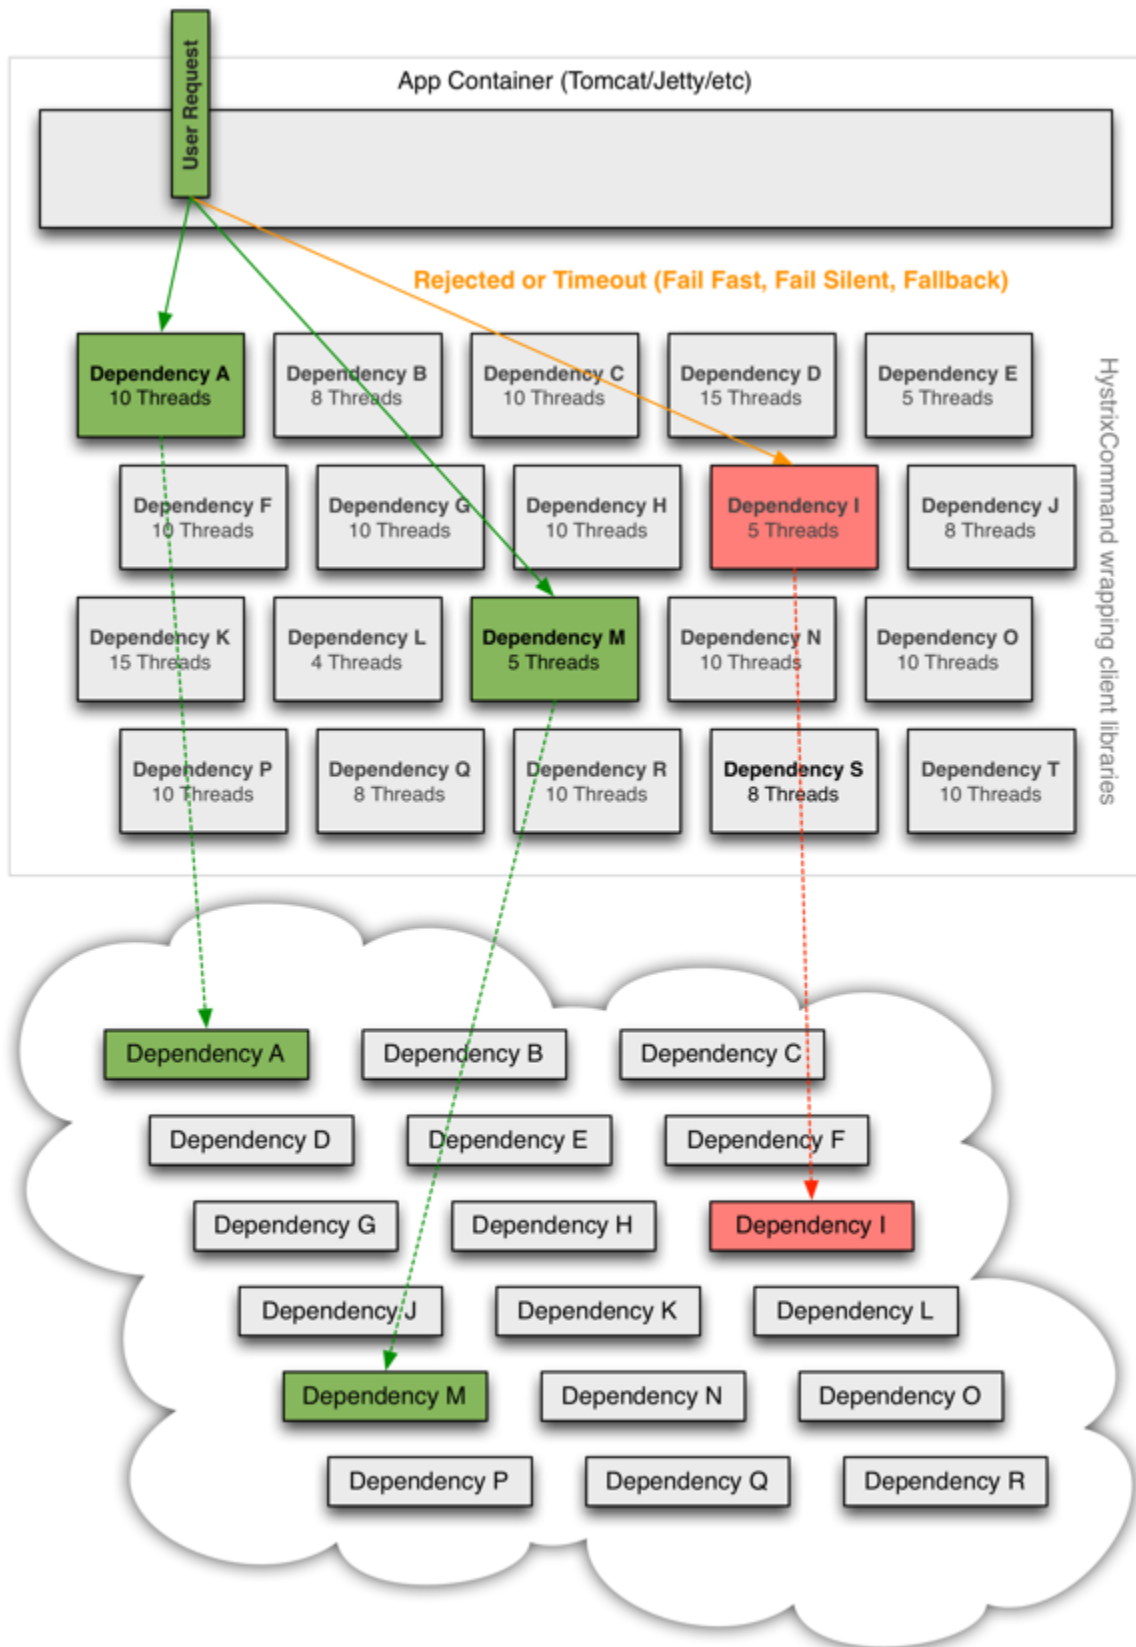 User Request
App Container (Tomcat/Jetty/etc)
Rejected or Timeout (Fail Fast, Fail Silent, Fallback)
Dependency A
10 Threads
Dependency B
8 Threads
Dependency C
10 Threads
Dependency D
15 Threads
Dependency E
5 Threads
Dependency F
10 Threads
Dependency G
10 Threads
Dependency H
10 Threads
Dependency I
5 Threads
Dependency J
8 Threads
Dependency K
15 Threads
Dependency L
4 Threads
Dependency M
5 Threads
Dependency N
10 Threads
Dependency O
10 Threads
Dependency P
10 Threads
Dependency Q
8 Threads
Dependency R
10 Threads
Dependency S
8 Threads
Dependency T
10 Threads
HystrixCommand wrapping client libraries
Dependency A
Dependency B
Dependency C
Dependency D
Dependency E
Dependency F
Dependency G
Dependency H
Dependency I
Dependency J
Dependency K
Dependency L
Dependency M
Dependency N
Dependency O
Dependency P
Dependency Q
Dependency R